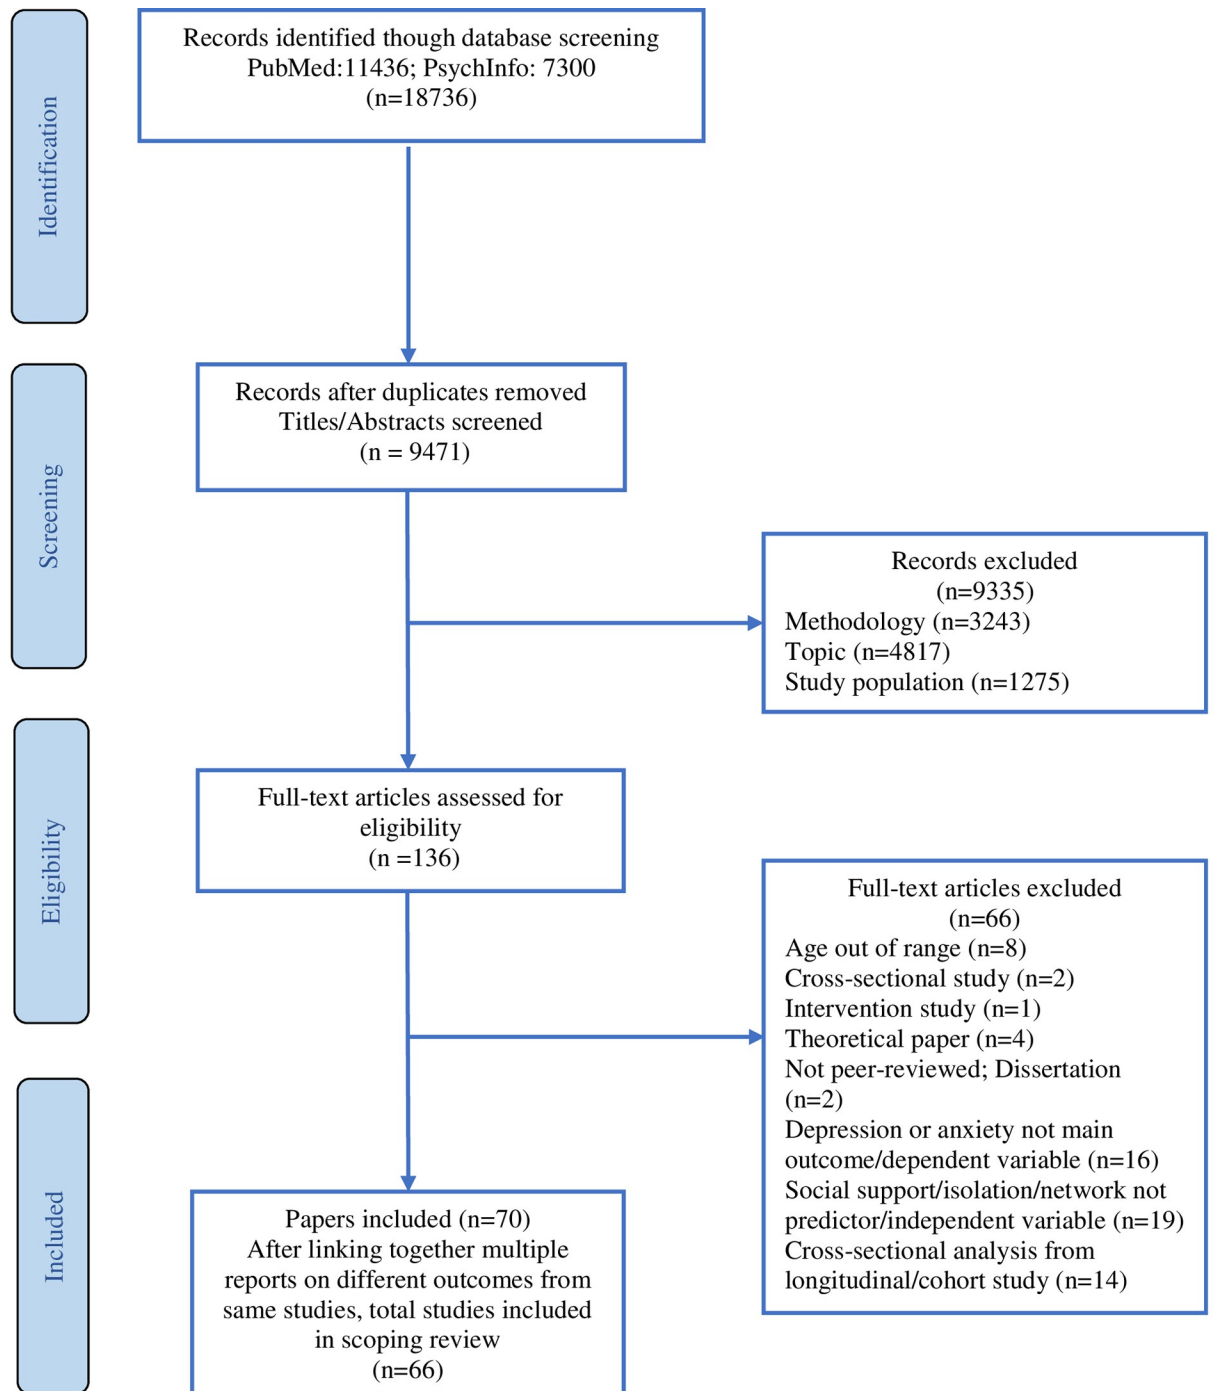 Identification
Records identified though database screening
PubMed:11436; PsychInfo: 7300
(n=18736)
Screening
Records after duplicates removed
Titles/Abstracts screened
(n = 9471)
Records excluded
(n=9335)
Methodology (n=3243)
Topic (n=4817)
Study population (n=1275)
Eligibility
Full-text articles assessed for
eligibility
(n =136)
Full-text articles excluded
(n=66)
Age out of range (n=8)
Cross-sectional study (n=2)
Intervention study (n=1)
Theoretical paper (n=4)
Not peer-reviewed; Dissertation
(n=2)
Depression or anxiety not main
outcome/dependent variable (n=16)
Social support/isolation/network not
predictor/independent variable (n=19)
Cross-sectional analysis from
longitudinal/cohort study (n=14)
Included
Papers included (n=70)
After linking together multiple
reports on different outcomes from
same studies, total studies included
in scoping review
(n=66)